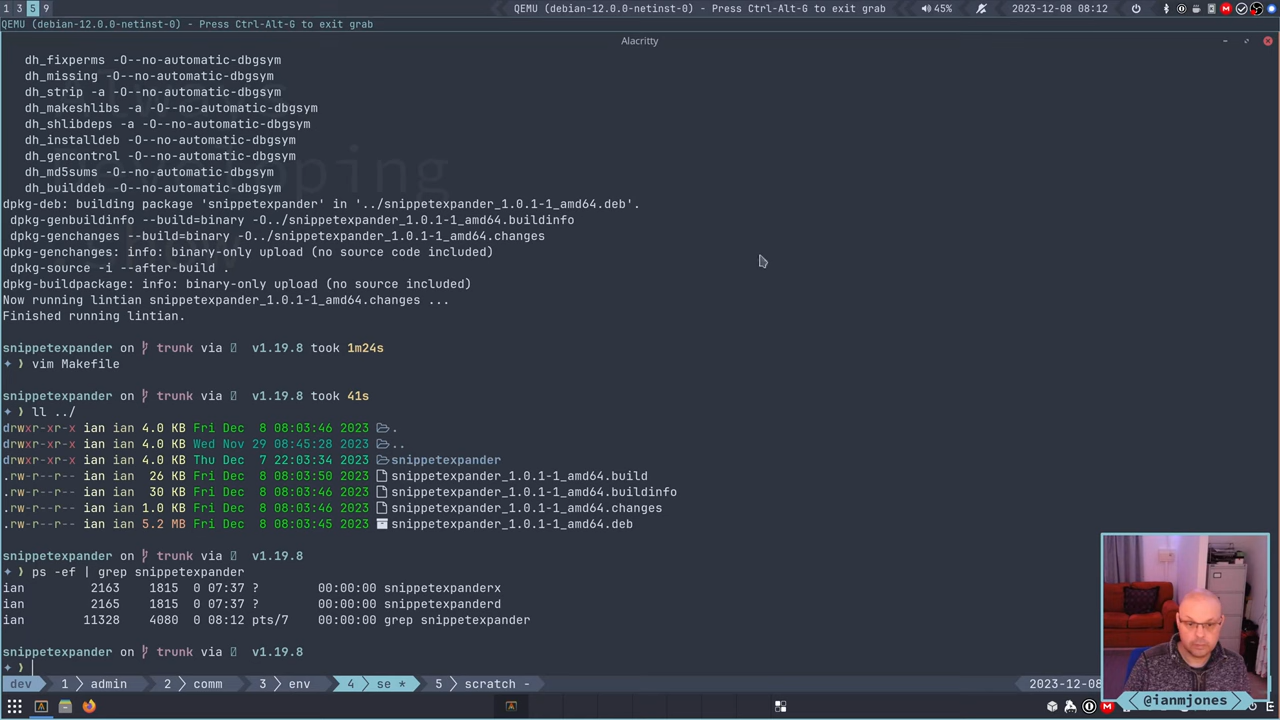 1 3 5 9
QEMU (debian-12.0.0-netinst-0) - Press Ctrl-Alt-G to exit grab
45%
2023-12-08 08:12
QEMU (debian-12.0.0-netinst-0) - Press Ctrl-Alt-G to exit grab
Alacritty
dh_fixperms -O--no-automatic-dbgsym
dh_missing -O--no-automatic-dbgsym
dh_strip -a -O--no-automatic-dbgsym
dh_makeshlibs -a -O--no-automatic-dbgsym
dh_shlibdeps -a -O--no-automatic-dbgsym
dh_installdeb -O--no-automatic-dbgsym
dh_gencontrol -O--no-automatic-dbgsym
dh_md5sums -O--no-automatic-dbgsym
dh_builddeb -O--no-automatic-dbgsym
dpkg-deb: building package 'snippetexpander' in '../snippetexpander_1.0.1-1_amd64.deb'.
dpkg-genbuildinfo --build=binary -O../snippetexpander_1.0.1-1_amd64.buildinfo
dpkg-genchanges --build=binary -O../snippetexpander_1.0.1-1_amd64.changes
dpkg-genchanges: info: binary-only upload (no source code included)
dpkg-source -i --after-build .
dpkg-buildpackage: info: binary-only upload (no source included)
Now running lintian snippetexpander_1.0.1-1_amd64.changes ...
Finished running lintian.
snippetexpander on trunk via v1.19.8 took 1m24s
✦ ❯ vim Makefile
snippetexpander on trunk via v1.19.8 took 41s
✦ ❯ ll ../
drwxr-xr-x ian ian 4.0 KB Fri Dec 8 08:03:46 2023 .
drwxr-xr-x ian ian 4.0 KB Wed Nov 29 08:45:28 2023 ..
drwxr-xr-x ian ian 4.0 KB Thu Dec 7 22:03:34 2023 snippetexpander
.rw-r--r-- ian ian 26 KB Fri Dec 8 08:03:50 2023 snippetexpander_1.0.1-1_amd64.build
.rw-r--r-- ian ian 30 KB Fri Dec 8 08:03:46 2023 snippetexpander_1.0.1-1_amd64.buildinfo
.rw-r--r-- ian ian 1.0 KB Fri Dec 8 08:03:46 2023 snippetexpander_1.0.1-1_amd64.changes
.rw-r--r-- ian ian 5.2 MB Fri Dec 8 08:03:45 2023 snippetexpander_1.0.1-1_amd64.deb
snippetexpander on trunk via v1.19.8
✦ ❯ ps -ef | grep snippetexpander
ian 2163 1815 0 07:37 ? 00:00:00 snippetexpanderx
ian 2165 1815 0 07:37 ? 00:00:00 snippetexpanderd
ian 11328 4080 0 08:12 pts/7 00:00:00 grep snippetexpander
snippetexpander on trunk via v1.19.8
✦ ❯
dev 1 admin 2 comm 3 env 4 se * 5 scratch - 2023-12-08
@ianmjones